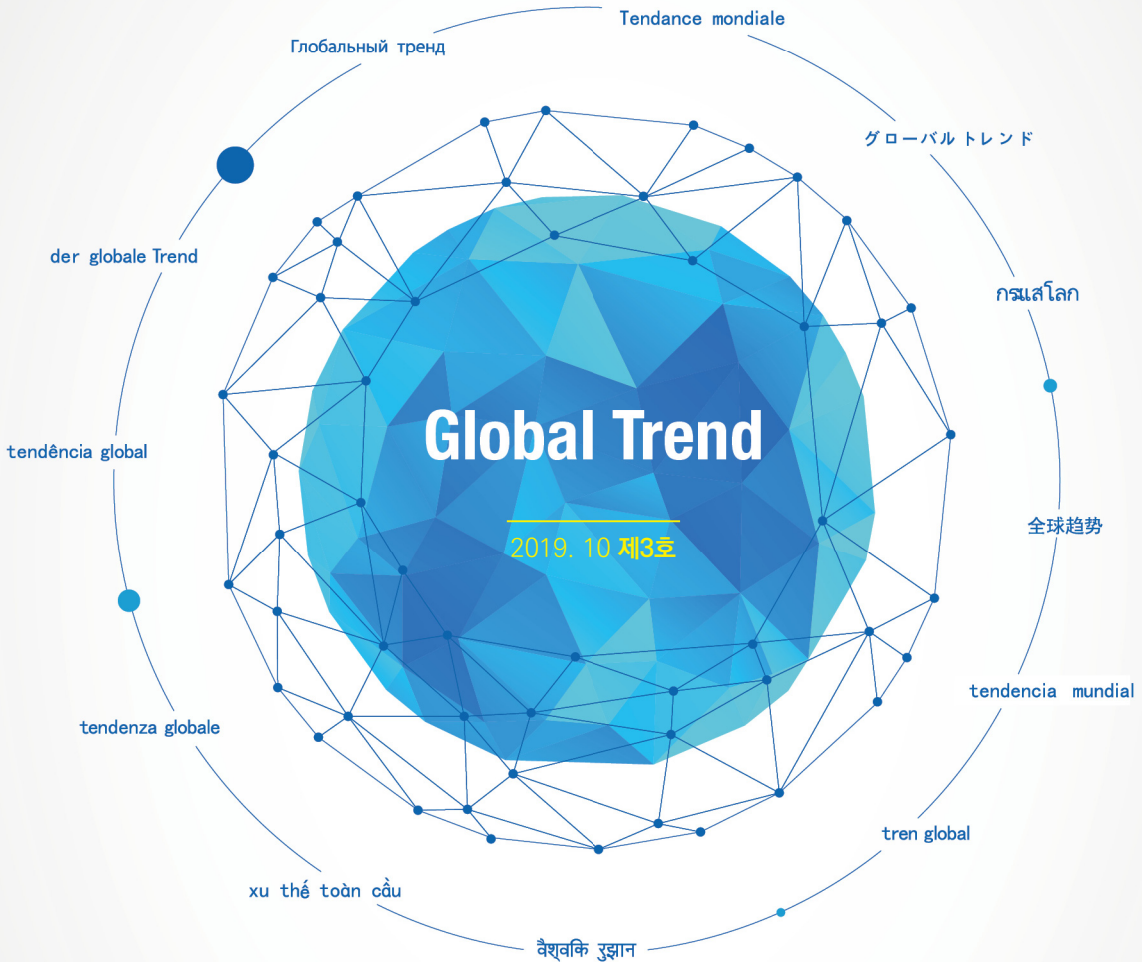 Tendance mondiale
Глобальный тренд
グローバルトレンド
der globale Trend
กระแสโลก
Global Trend
tendência global
2019. 10 제3호
全球趋势
tendencia mundial
tendenza globale
tren global
xu thế toàn cầu
वैश्वकि रुझान